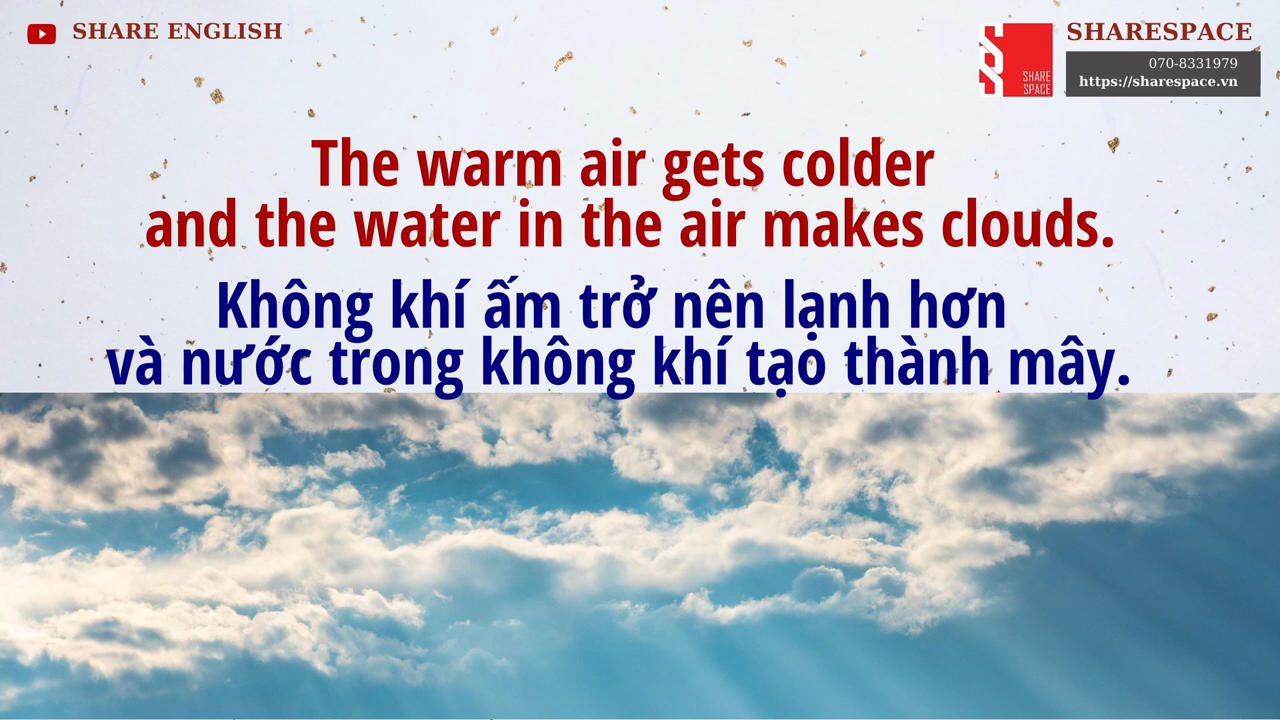 SHARE ENGLISH
SHARESPACE
070-8331979
https://sharespace.vn
SHARE
SPACE
The warm air gets colder
and the water in the air makes clouds.
Không khí ấm trở nên lạnh hơn
và nước trong không khí tạo thành mây.